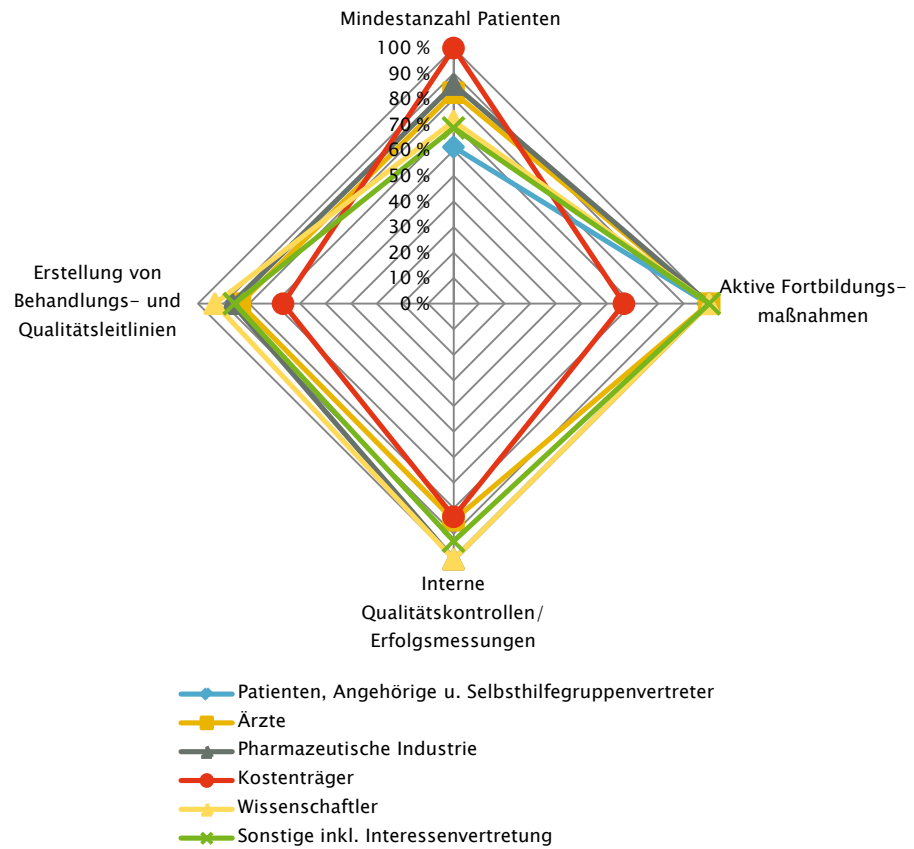 Mindestanzahl Patienten
100 %
90 %
80 %
70 %
60 %
50 %
40 %
30 %
20 %
10 %
0 %
Erstellung von
Behandlungs- und
Qualitätsleitlinien
Aktive Fortbildungs-
maßnahmen
Interne
Qualitätskontrollen/
Erfolgsmessungen
Patienten, Angehörige u. Selbsthilfegruppenvertreter
Ärzte
Pharmazeutische Industrie
Kostenträger
Wissenschaftler
Sonstige inkl. Interessenvertretung